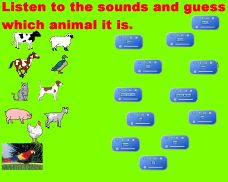 Listen to the sounds and guess
which animal it is.